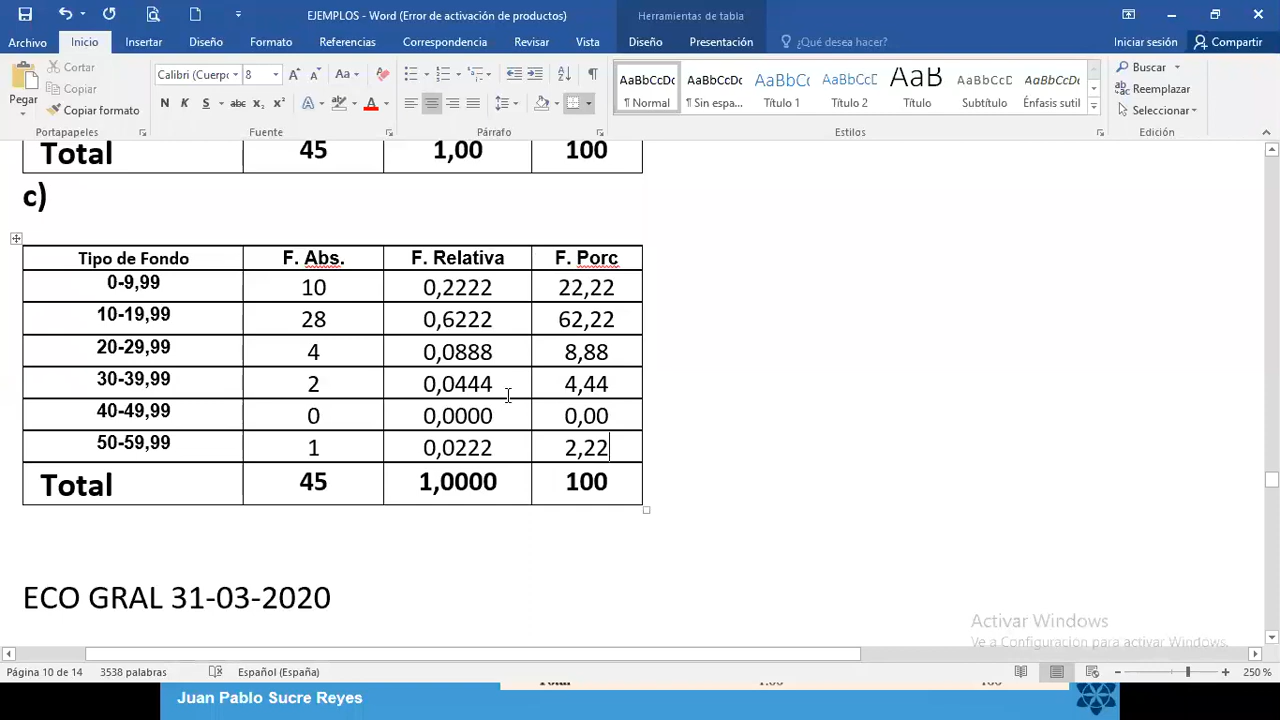 EJEMPLOS - Word (Error de activación de productos)
Herramientas de tabla
Archivo Inicio Insertar Diseño Formato Referencias Correspondencia Revisar Vista Diseño Presentación ¿Qué desea hacer? Iniciar sesión Compartir
Pegar
Cortar
Copiar
Copiar formato
Portapapeles
Calibri (Cuerpo 8
N K S abc x₂ x²
Fuente
Párrafo
AaBbCcDc AaBbCcDc AaBbCcD AaBbCcD AaB AaBbCcD AaBbCcDc
¶ Normal ¶ Sin espa... Título 1 Título 2 Título Subtítulo Énfasis sutil
Estilos
Buscar
Reemplazar
Seleccionar
Edición
Total 45 1,00 100
c)
Tipo de Fondo F. Abs. F. Relativa F. Porc
0-9,99 10 0,2222 22,22
10-19,99 28 0,6222 62,22
20-29,99 4 0,0888 8,88
30-39,99 2 0,0444 4,44
40-49,99 0 0,0000 0,00
50-59,99 1 0,0222 2,22
Total 45 1,0000 100
ECO GRAL 31-03-2020
Activar Windows
Ve a Configuración para activar Windows.
Página 10 de 14 3538 palabras Español (España) 250 %
Total 1.00 100
Juan Pablo Sucre Reyes